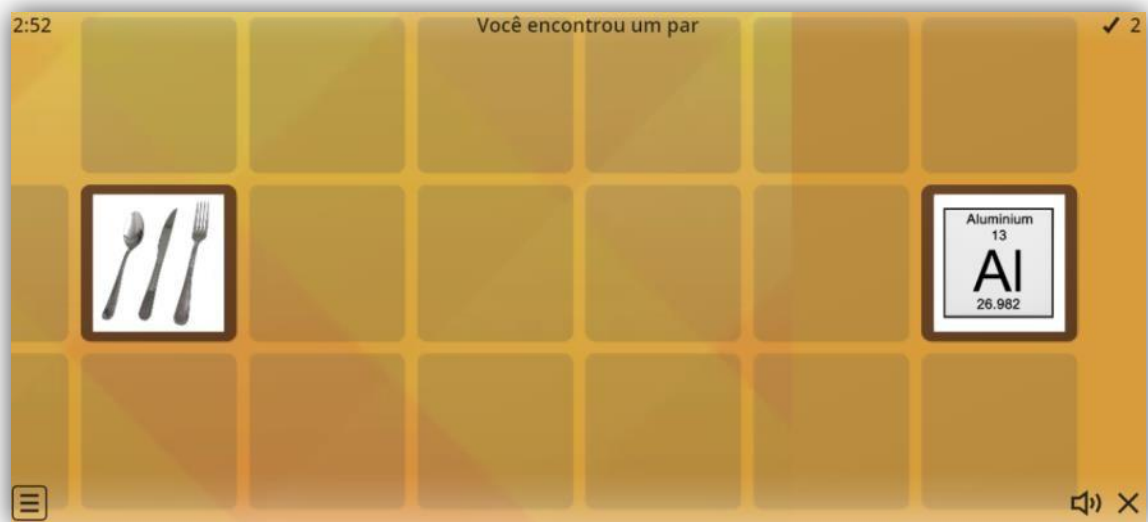 2:52
Você encontrou um par
✓ 2
Aluminium
13
Al
26.982